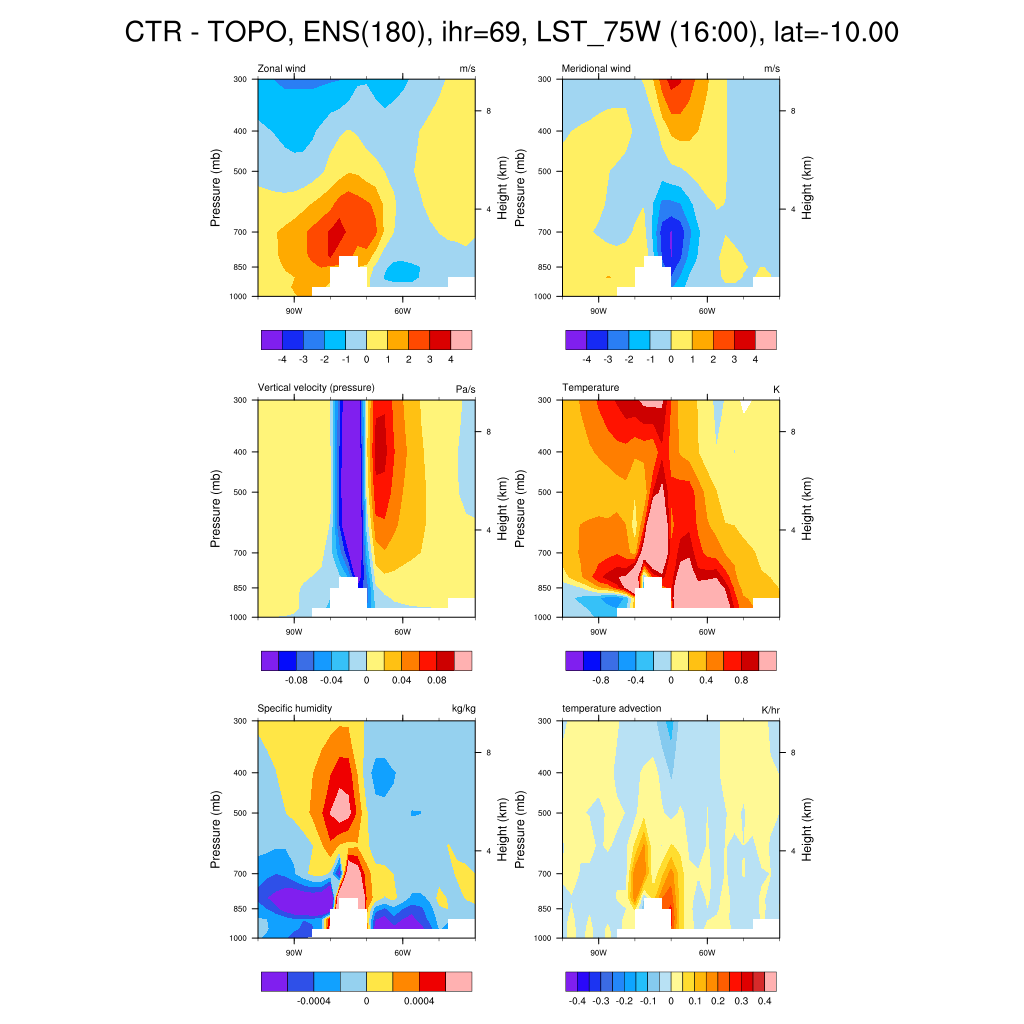 CTR - TOPO, ENS(180), ihr=69, LST_75W (16:00), lat=-10.00
Zonal wind m/s
Pressure (mb)
300
400
500
700
850
1000
8
4
Height (km)
90W 60W
-4 -3 -2 -1 0 1 2 3 4
Meridional wind m/s
Pressure (mb)
300
400
500
700
850
1000
8
4
Height (km)
90W 60W
-4 -3 -2 -1 0 1 2 3 4
Vertical velocity (pressure) Pa/s
Pressure (mb)
300
400
500
700
850
1000
8
4
Height (km)
90W 60W
-0.08 -0.04 0 0.04 0.08
Temperature K
Pressure (mb)
300
400
500
700
850
1000
8
4
Height (km)
90W 60W
-0.8 -0.4 0 0.4 0.8
Specific humidity kg/kg
Pressure (mb)
300
400
500
700
850
1000
8
4
Height (km)
90W 60W
-0.0004 0 0.0004
temperature advection K/hr
Pressure (mb)
300
400
500
700
850
1000
8
4
Height (km)
90W 60W
-0.4 -0.3 -0.2 -0.1 0 0.1 0.2 0.3 0.4